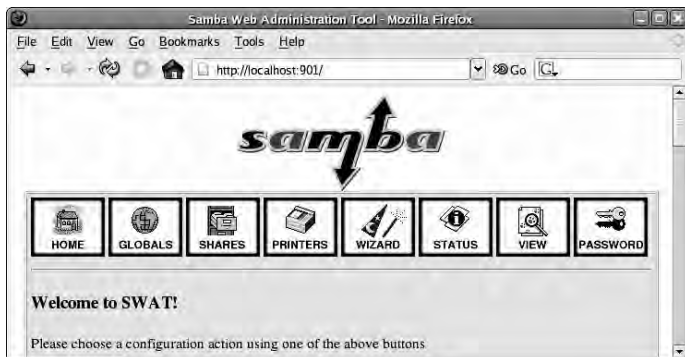 Samba Web Administration Tool - Mozilla Firefox
File Edit View Go Bookmarks Tools Help
http://localhost:901/ Go G
samba
HOME GLOBALS SHARES PRINTERS WIZARD STATUS VIEW PASSWORD
Welcome to SWAT!
Please choose a configuration action using one of the above buttons